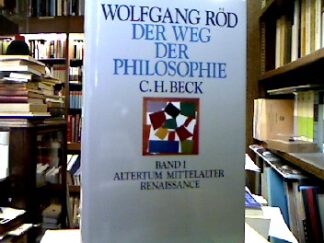 WOLFGANG RÖD
DER WEG
DER
PHILOSOPHIE
C.H.BECK
BAND I
ALTERTUM MITTELALTER
RENAISSANCE